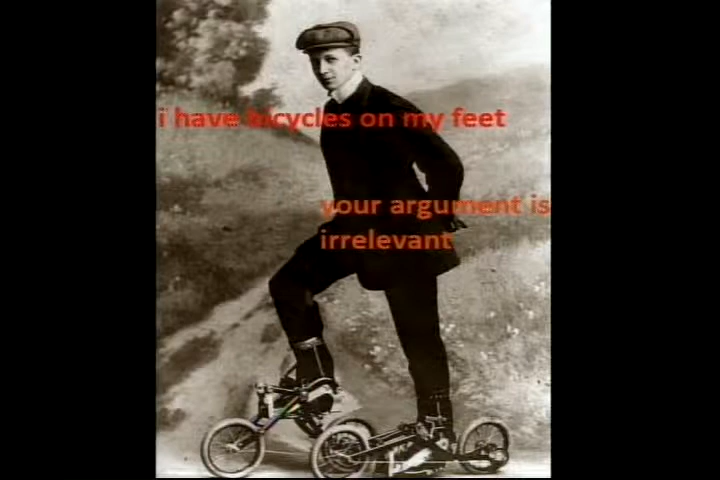 i have bicycles on my feet
your argument is
irrelevant